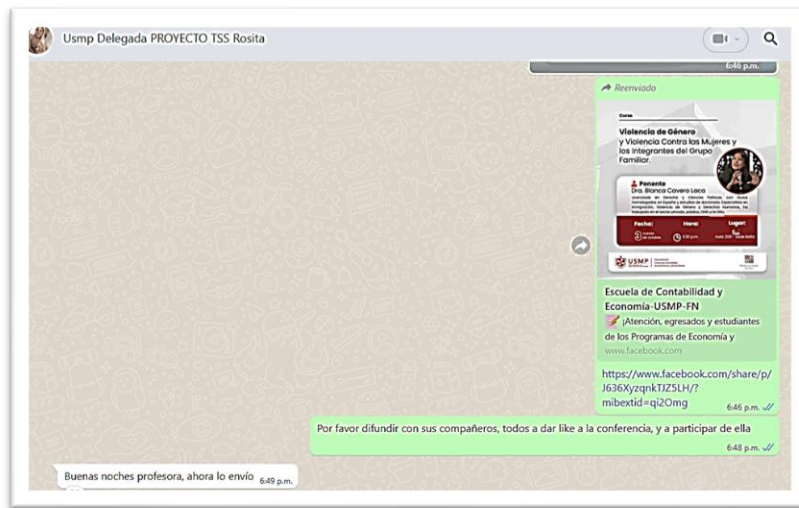 Usmp Delegada PROYECTO TSS Rosita
6:46 p.m.
Reenviado
Curso
Violencia de Género
y Violencia Contra las Mujeres y
los Integrantes del Grupo
Familiar.
Ponente
Dra. Blanca Cavero Laca
Fecha:
Hora:
Lugar:
USMP
Escuela de Contabilidad y
Economía-USMP-FN
¡Atención, egresados y estudiantes
de los Programas de Economía y
www.facebook.com
https://www.facebook.com/share/p/
J636XyzqnkTJZ5LH/?
mibextid=qi2Omg
6:46 p.m.
Por favor difundir con sus compañeros, todos a dar like a la conferencia, y a participar de ella
6:48 p.m.
Buenas noches profesora, ahora lo envío 6:49 p.m.